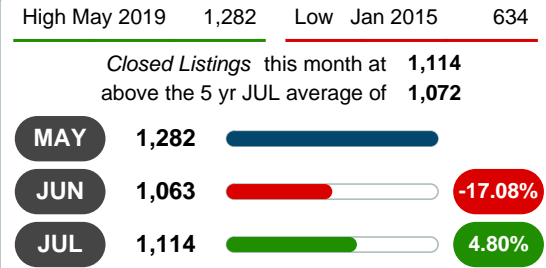 High May 2019 1,282 Low Jan 2015 634
Closed Listings this month at 1,114
above the 5 yr JUL average of 1,072
MAY 1,282
JUN 1,063 -17.08%
JUL 1,114 4.80%